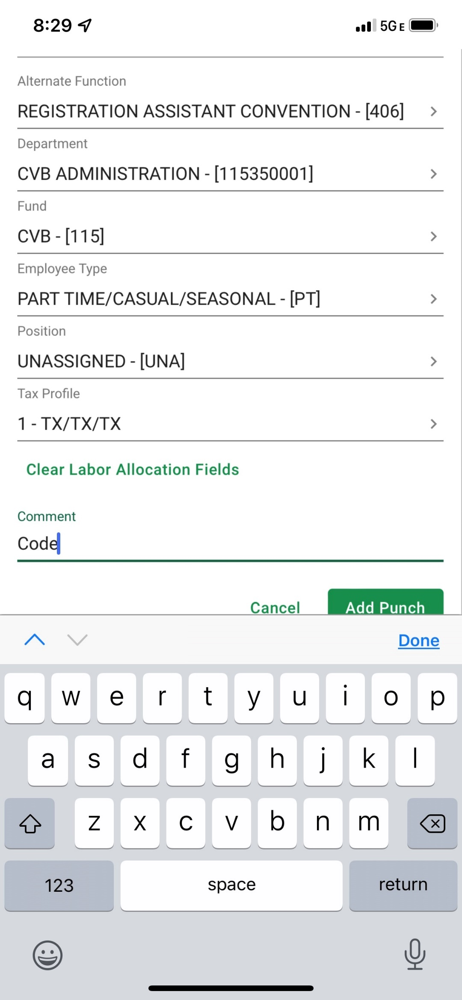 8:29 5G E
Alternate Function
REGISTRATION ASSISTANT CONVENTION - [406]
Department
CVB ADMINISTRATION - [115350001]
Fund
CVB - [115]
Employee Type
PART TIME/CASUAL/SEASONAL - [PT]
Position
UNASSIGNED - [UNA]
Tax Profile
1 - TX/TX/TX
Clear Labor Allocation Fields
Comment
Code
Cancel Add Punch
Done
q w e r t y u i o p
a s d f g h j k l
z x c v b n m
123 space return